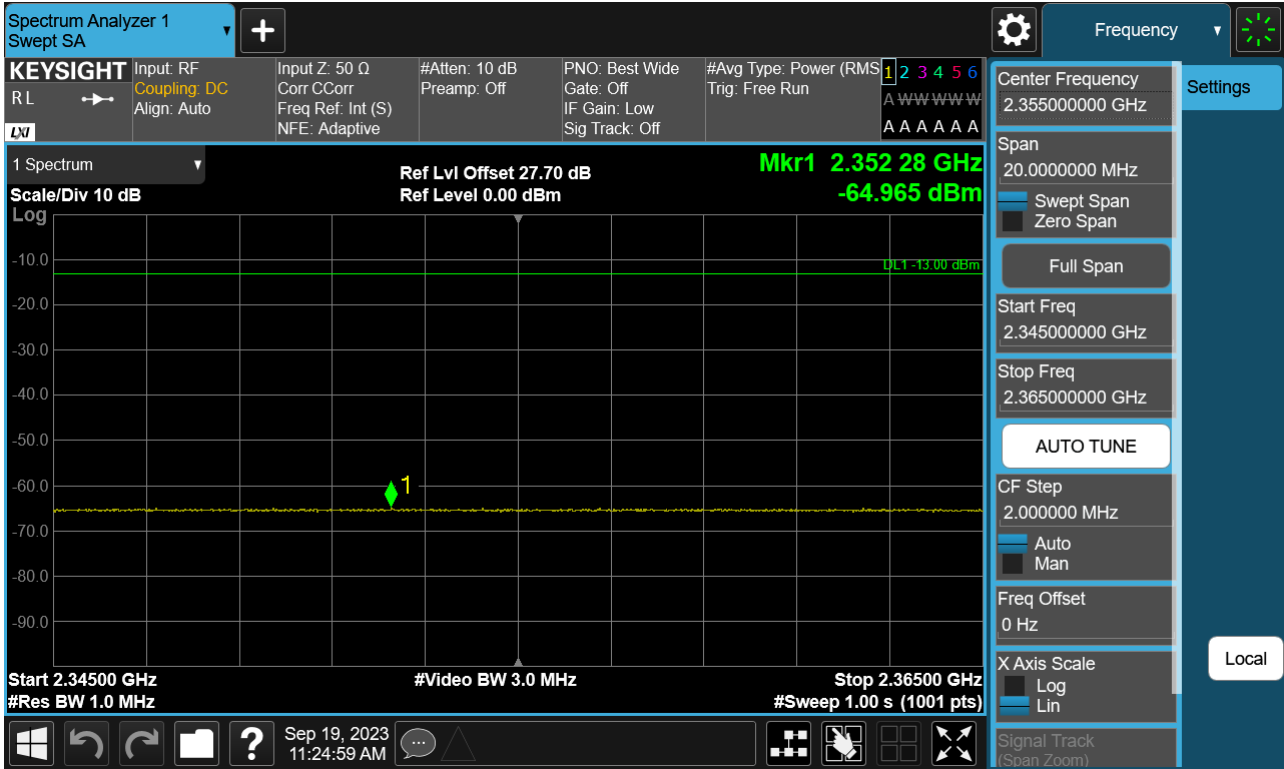 Spectrum Analyzer 1
Swept SA
+
Frequency
KEYSIGHT
R L
LXI
Input: RF
Coupling: DC
Align: Auto
Input Z: 50 Ω
Corr CCorr
Freq Ref: Int (S)
NFE: Adaptive
#Atten: 10 dB
Preamp: Off
PNO: Best Wide
Gate: Off
IF Gain: Low
Sig Track: Off
#Avg Type: Power (RMS
Trig: Free Run
1 2 3 4 5 6
A W W W W W
A A A A A A
1 Spectrum
Scale/Div 10 dB
Log
Ref Lvl Offset 27.70 dB
Ref Level 0.00 dBm
Mkr1 2.352 28 GHz
-64.965 dBm
-10.0
DL1 -13.00 dBm
-20.0
-30.0
-40.0
-50.0
-60.0
1
-70.0
-80.0
-90.0
Start 2.34500 GHz
#Res BW 1.0 MHz
#Video BW 3.0 MHz
Stop 2.36500 GHz
#Sweep 1.00 s (1001 pts)
Center Frequency
2.355000000 GHz
Settings
Span
20.0000000 MHz
Swept Span
Zero Span
Full Span
Start Freq
2.345000000 GHz
Stop Freq
2.365000000 GHz
AUTO TUNE
CF Step
2.000000 MHz
Auto
Man
Freq Offset
0 Hz
X Axis Scale
Log
Lin
Local
Signal Track
(Span Zoom)
?
Sep 19, 2023
11:24:59 AM